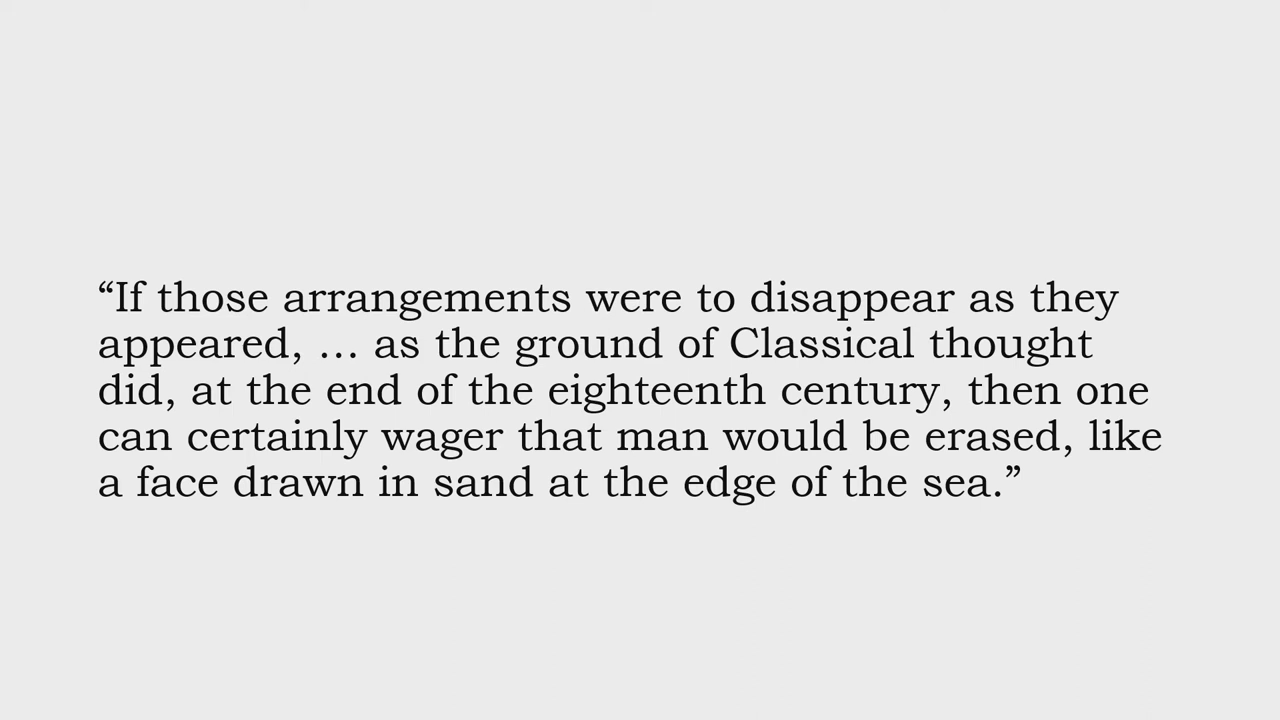 “If those arrangements were to disappear as they
appeared, … as the ground of Classical thought
did, at the end of the eighteenth century, then one
can certainly wager that man would be erased, like
a face drawn in sand at the edge of the sea.”